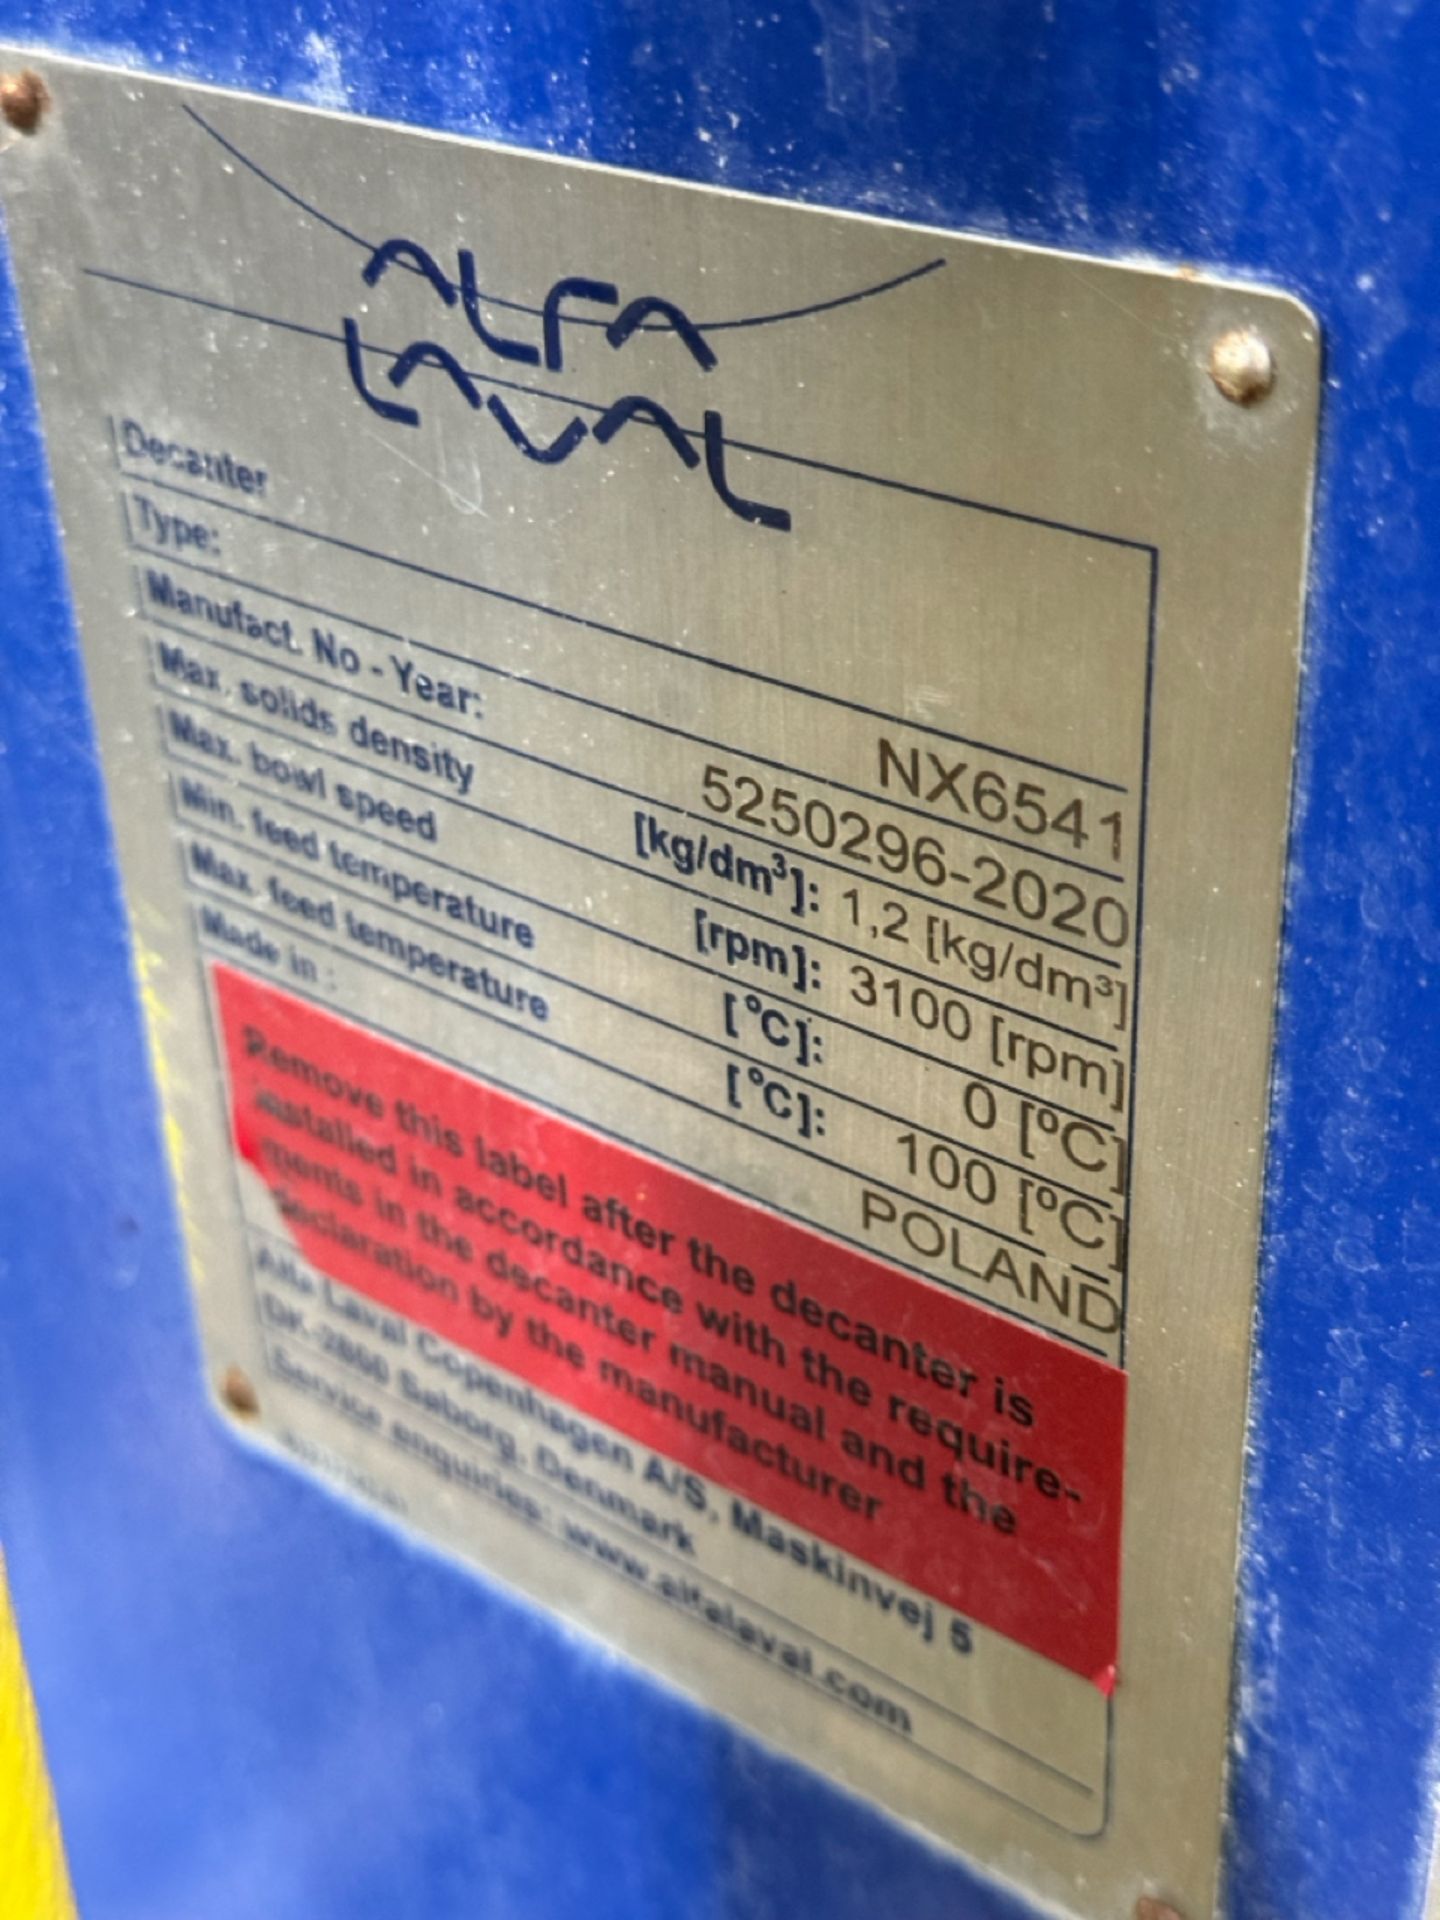 ALFA
LAVAL
Decanter
Type: NX6541
Manufact. No - Year: 5250296-2020
Max. solids density [kg/dm³]: 1,2 [kg/dm³]
Max. bowl speed [rpm]: 3100 [rpm]
Min. feed temperature [°C]: 0 [ºC]
Max. feed temperature [°C]: 100 [ºC]
Made in : POLAND
Remove this label after the decanter is
installed in accordance with the require-
ments in the decanter manual and the
declaration by the manufacturer
Alfa Laval Copenhagen A/S, Maskinvej 5
DK-2860 Søborg, Denmark
Service enquiries: www.alfalaval.com